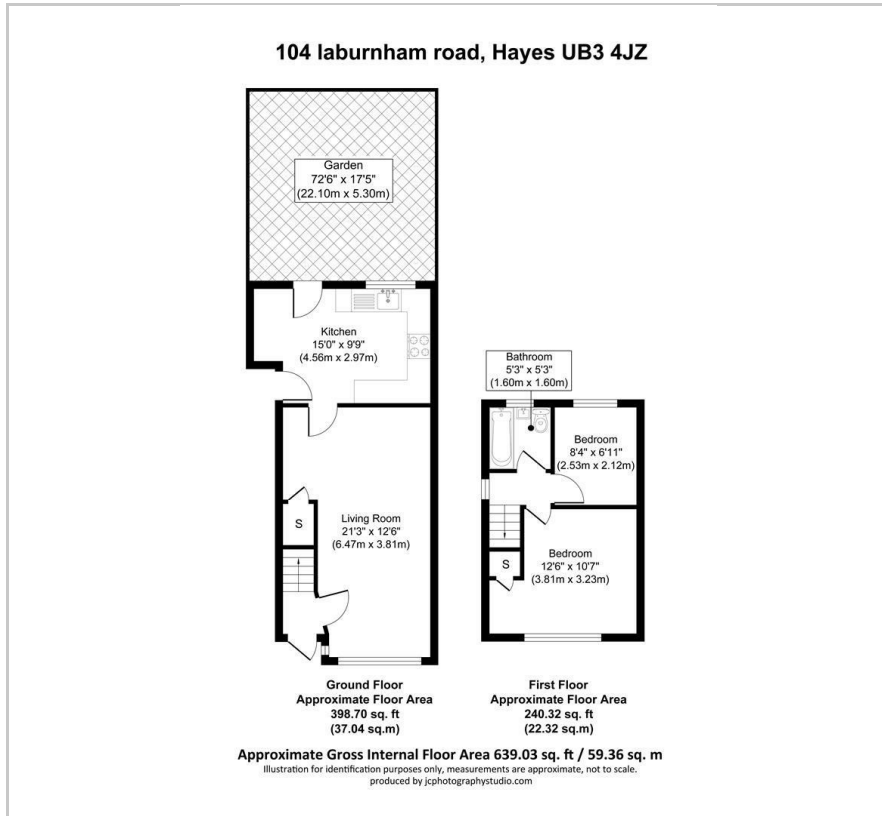 104 laburnham road, Hayes UB3 4JZ
Garden
72'6" x 17'5"
(22.10m x 5.30m)
Kitchen
15'0" x 9'9"
(4.56m x 2.97m)
S
Living Room
21'3" x 12'6"
(6.47m x 3.81m)
Ground Floor
Approximate Floor Area
398.70 sq. ft
(37.04 sq.m)
Bathroom
5'3" x 5'3"
(1.60m x 1.60m)
Bedroom
8'4" x 6'11"
(2.53m x 2.12m)
S
Bedroom
12'6" x 10'7"
(3.81m x 3.23m)
First Floor
Approximate Floor Area
240.32 sq. ft
(22.32 sq.m)
Approximate Gross Internal Floor Area 639.03 sq. ft / 59.36 sq. m
Illustration for identification purposes only, measurements are approximate, not to scale.
produced by jcphotographystudio.com